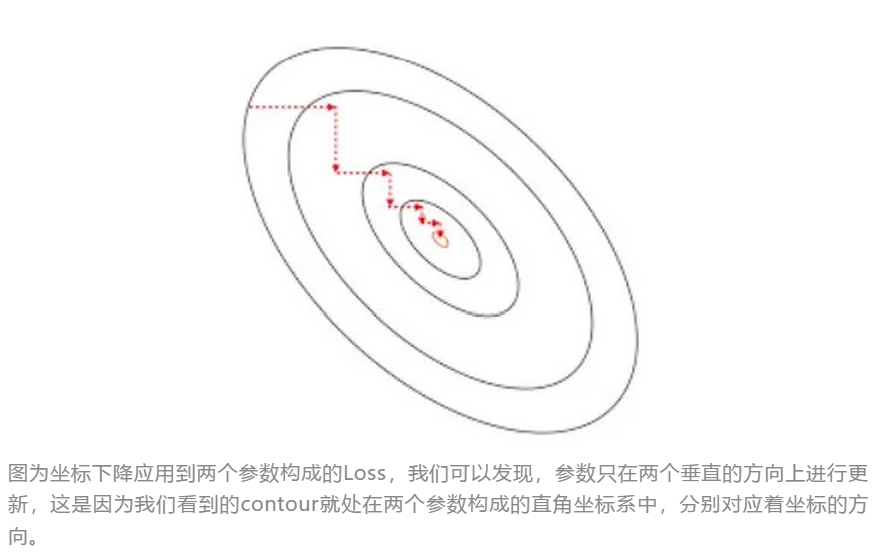 图为坐标下降应用到两个参数构成的Loss，我们可以发现，参数只在两个垂直的方向上进行更
新，这是因为我们看到的contour就处在两个参数构成的直角坐标系中，分别对应着坐标的方
向。